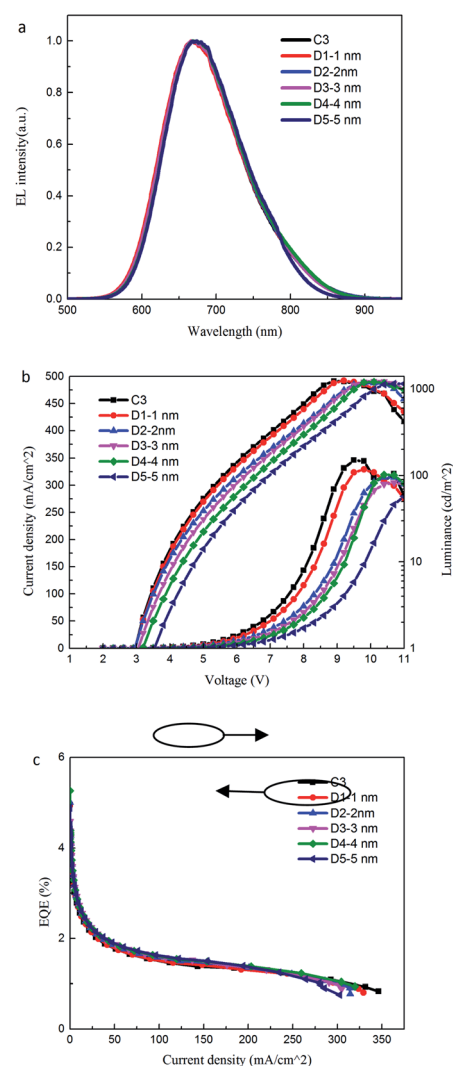 a
C3
D1-1 nm
D2-2nm
D3-3 nm
D4-4 nm
D5-5 nm
EL intensity(a.u.)
1.0
0.8
0.6
0.4
0.2
0.0
500 600 700 800 900
Wavelength (nm)
b
C3
D1-1 nm
D2-2nm
D3-3 nm
D4-4 nm
D5-5 nm
Current density(mA/cm^2)
500
450
400
350
300
250
200
150
100
50
0
1 2 3 4 5 6 7 8 9 10 11
Voltage (V)
1000
100
10
1
Luminance (cd/m^2)
c
C3
D1-1 nm
D2-2nm
D3-3 nm
D4-4 nm
D5-5 nm
EQE (%)
6
4
2
0
0 50 100 150 200 250 300 350
Current density (mA/cm^2)